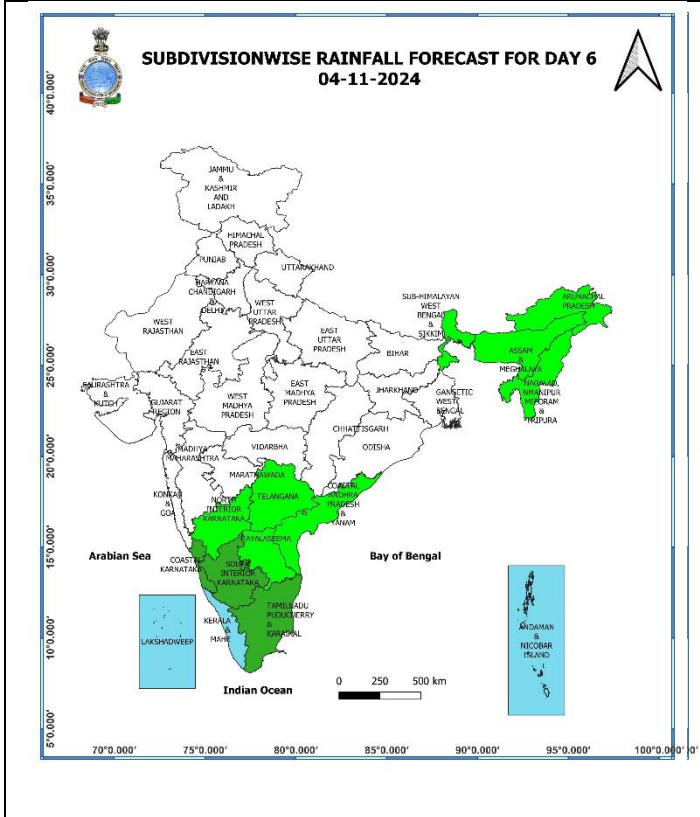 SUBDIVISIONWISE RAINFALL FORECAST FOR DAY 6
04-11-2024
40°0.000'
35°0.000'
30°0.000'
25°0.000'
20°0.000'
15°0.000'
10°0.000'
5°0.000'
JAMMU
&
KASHMIR
AND
LADAKH
HIMACHAL
PRADESH
PUNJAB
UTTARAKHAND
HARYANA
CHANDIGARH
&
DELHI
WEST
RAJASTHAN
WEST
UTTAR
PRADESH
EAST
RAJASTHAN
EAST
UTTAR
PRADESH
SUB-HIMALAYAN
WEST
BENGAL
&
SIKKIM
ARUNACHAL
PRADESH
BIHAR
ASSAM
&
MEGHALAYA
NAGALAD,
MANIPUR
MIZORAM
&
TRIPURA
SAURASHTRA
&
KUTCH
GUJARAT
REGION
WEST
MADHYA
PRADESH
EAST
MADHYA
PRADESH
JHARKHAND
GANGETIC
WEST
BENGAL
CHHATTISGARH
ODISHA
MADHYA
MAHARASHTRA
VIDARBHA
MARATHAWADA
KONKAN
&
GOA
NORTH
INTERIOR
KARNATAKA
TELANGANA
COASTAL
ANDHRA
PRADESH
&
YANAM
RAYALASEEMA
Arabian Sea
Bay of Bengal
COASTAL
KARNATAKA
SOUTH
INTERIOR
KARNATAKA
TAMILNADU
PUDUCHERRY
&
KARAIKAL
KERALA
&
MAHE
LAKSHADWEEP
ANDAMAN
&
NICOBAR
ISLAND
Indian Ocean
0 250 500 km
70°0.000' 75°0.000' 80°0.000' 85°0.000' 90°0.000' 95°0.000' 100°0.000'